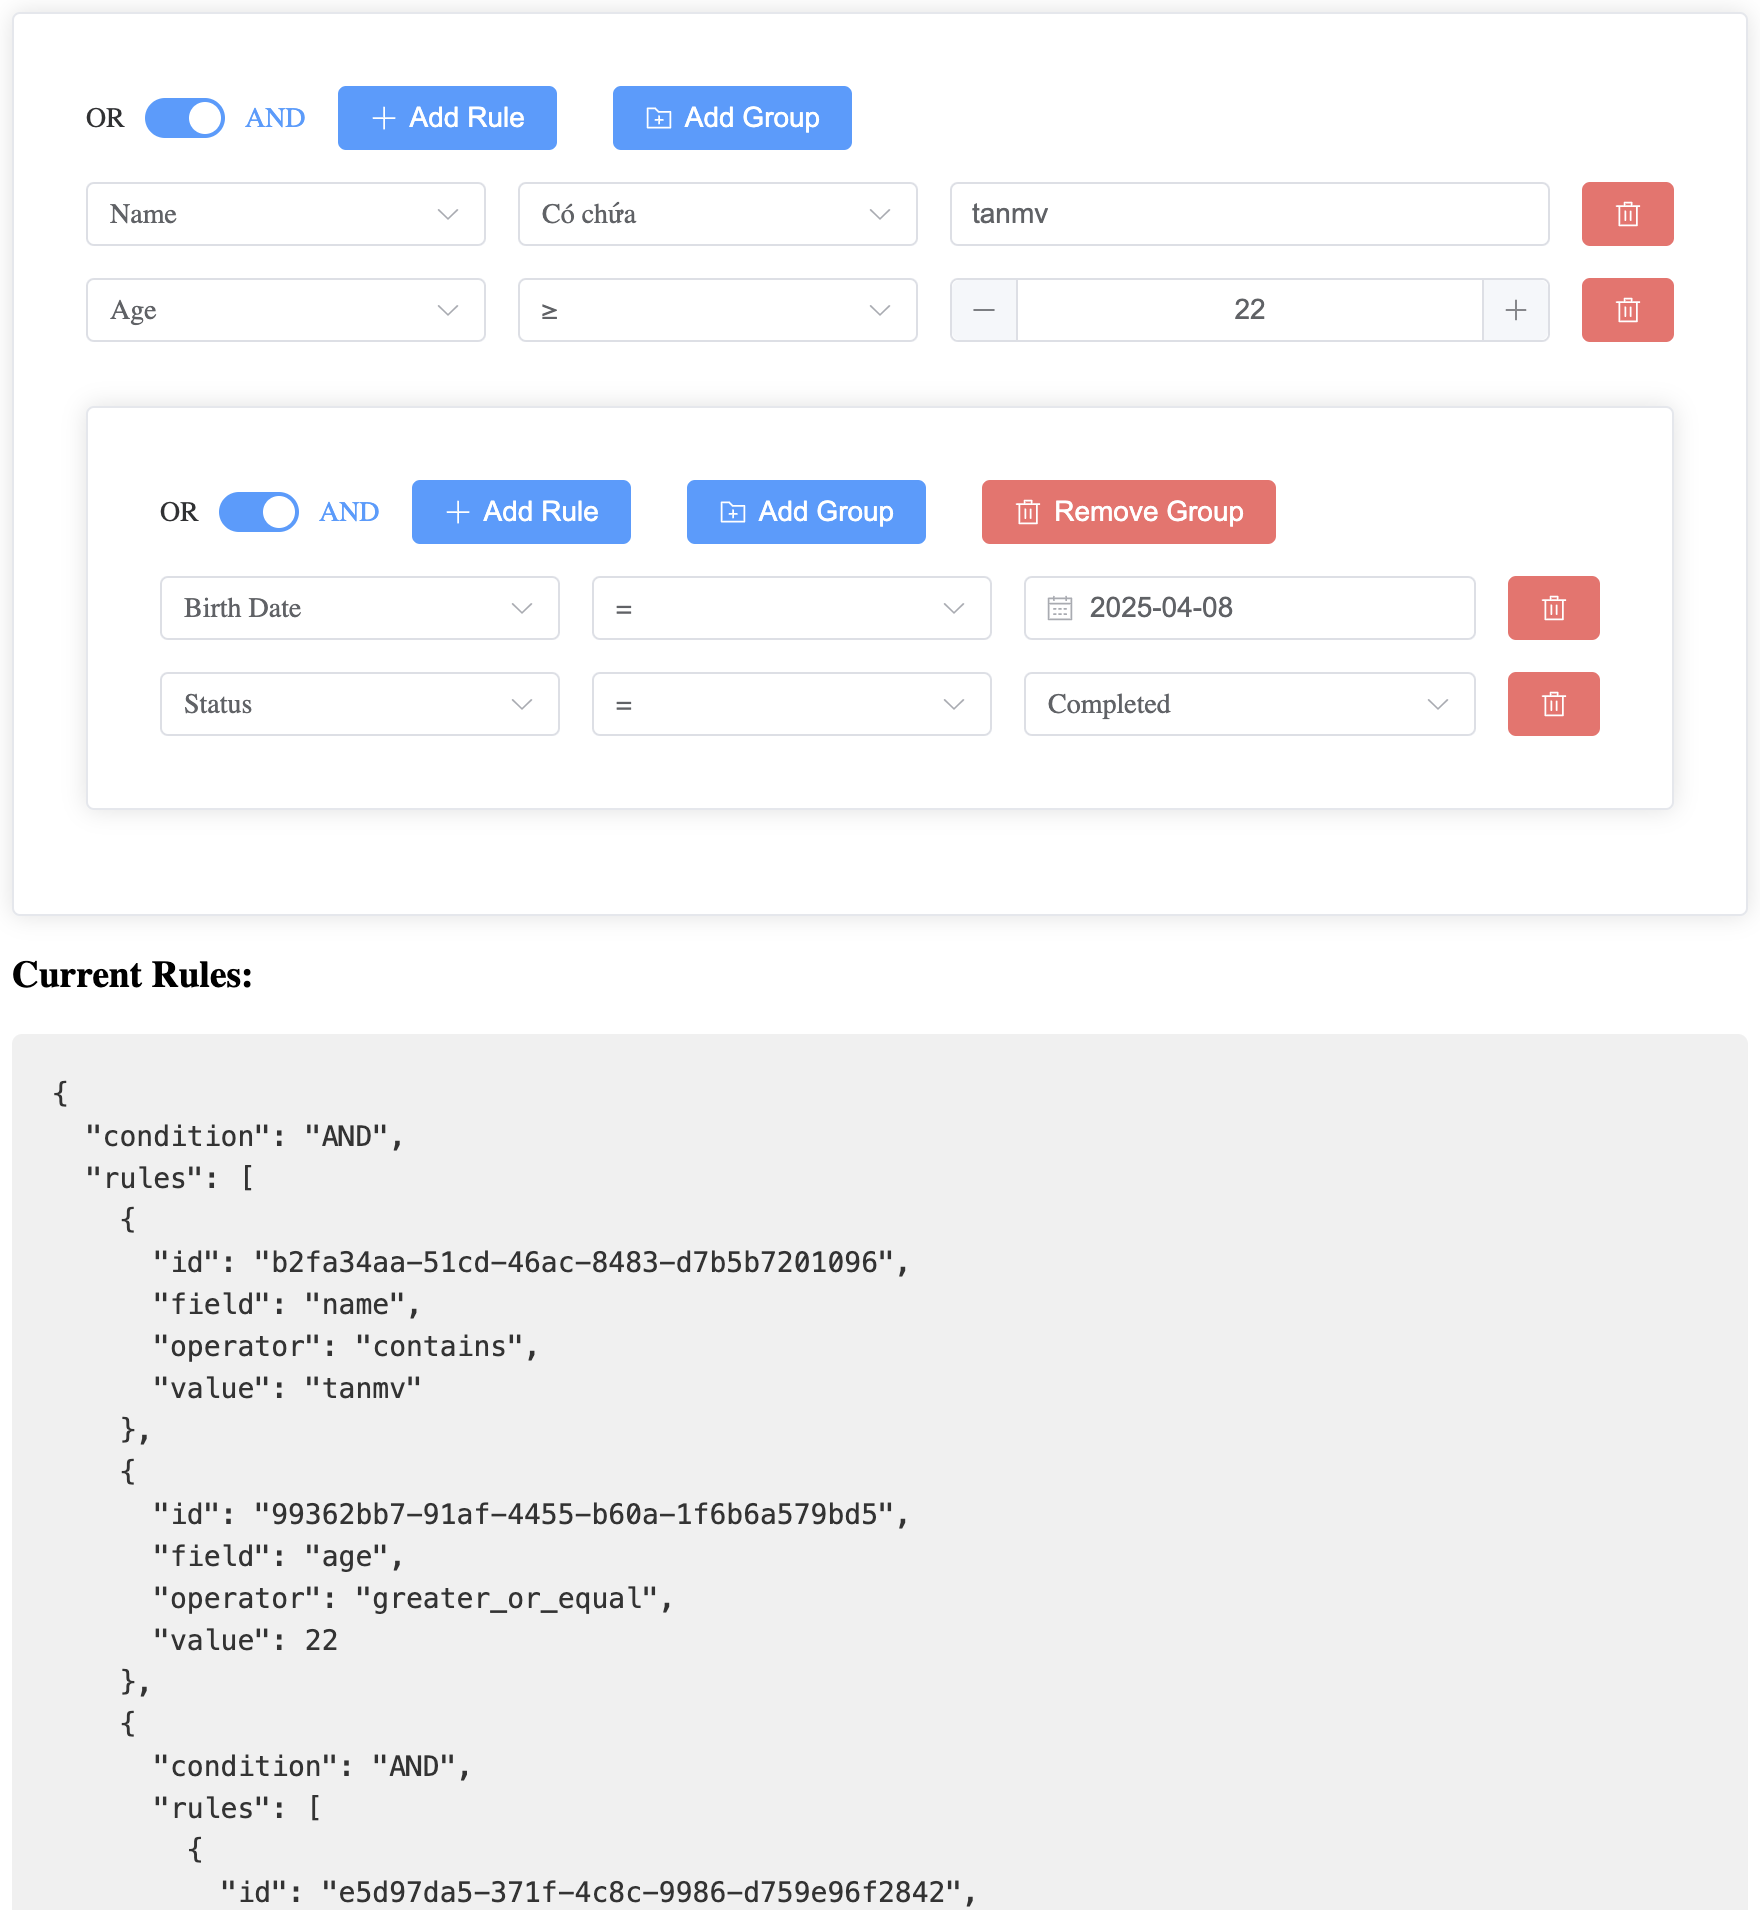 OR AND Add Rule Add Group
Name Có chứa tanmv
Age ≥ 22
OR AND Add Rule Add Group Remove Group
Birth Date = 2025-04-08
Status = Completed
Current Rules:
{
"condition": "AND",
"rules": [
{
"id": "b2fa34aa-51cd-46ac-8483-d7b5b7201096",
"field": "name",
"operator": "contains",
"value": "tanmv"
},
{
"id": "99362bb7-91af-4455-b60a-1f6b6a579bd5",
"field": "age",
"operator": "greater_or_equal",
"value": 22
},
{
"condition": "AND",
"rules": [
{
"id": "e5d97da5-371f-4c8c-9986-d759e96f2842",